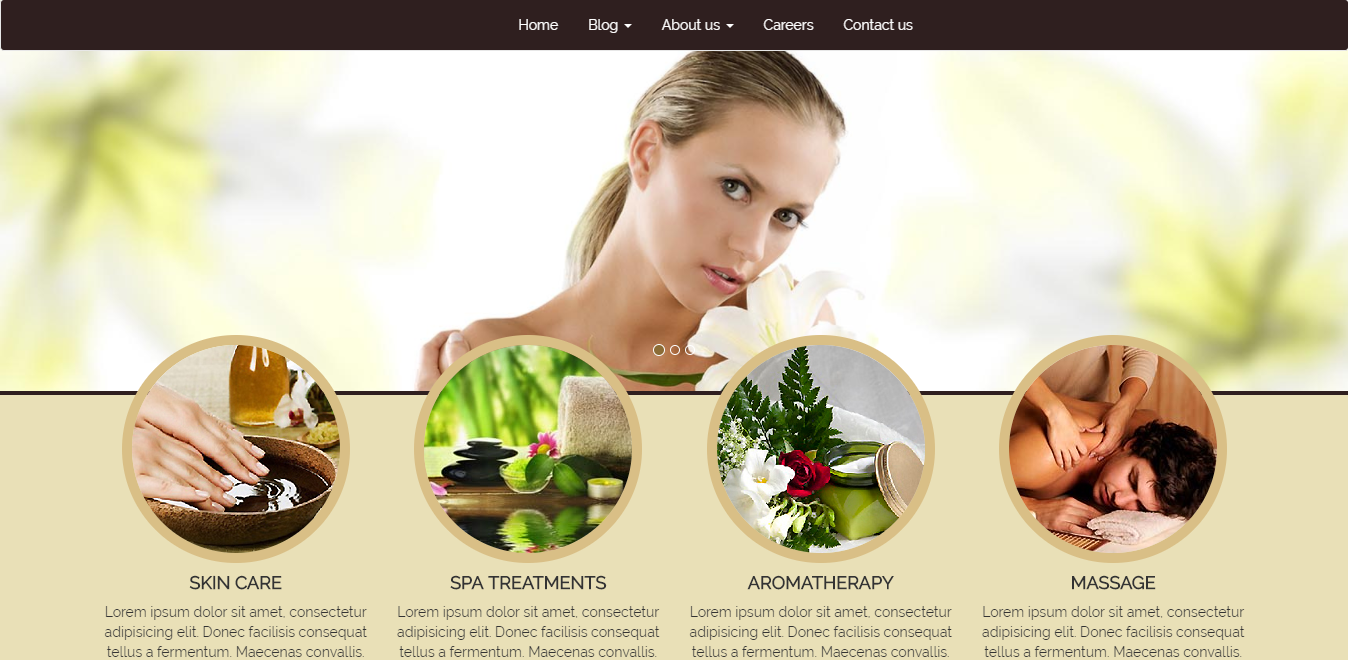 Home Blog About us Careers Contact us
SKIN CARE
Lorem ipsum dolor sit amet, consectetur
adipisicing elit. Donec facilisis consequat
tellus a fermentum. Maecenas convallis.
SPA TREATMENTS
Lorem ipsum dolor sit amet, consectetur
adipisicing elit. Donec facilisis consequat
tellus a fermentum. Maecenas convallis.
AROMATHERAPY
Lorem ipsum dolor sit amet, consectetur
adipisicing elit. Donec facilisis consequat
tellus a fermentum. Maecenas convallis.
MASSAGE
Lorem ipsum dolor sit amet, consectetur
adipisicing elit. Donec facilisis consequat
tellus a fermentum. Maecenas convallis.